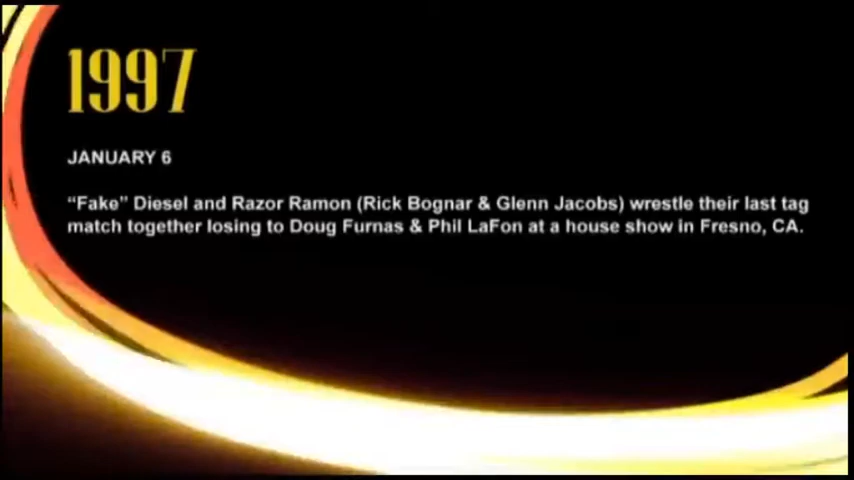 1997
JANUARY 6
“Fake” Diesel and Razor Ramon (Rick Bognar & Glenn Jacobs) wrestle their last tag
match together losing to Doug Furnas & Phil LaFon at a house show in Fresno, CA.